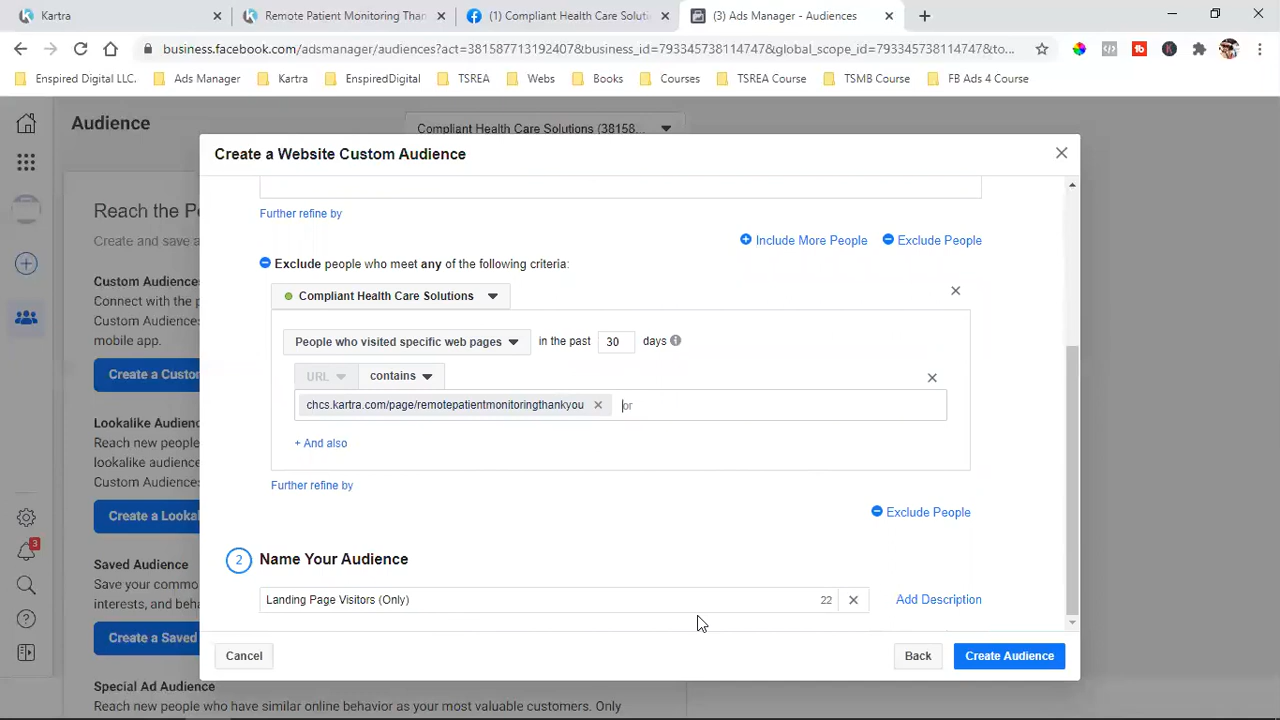 Kartra
Remote Patient Monitoring Than
(1) Compliant Health Care Soluti
(3) Ads Manager - Audiences
business.facebook.com/adsmanager/audiences?act=381587713192407&business_id=793345738114747&global_scope_id=793345738114747&to...
Enspired Digital LLC.
Ads Manager
Kartra
EnspiredDigital
TSREA
Webs
Books
Courses
TSREA Course
TSMB Course
FB Ads 4 Course
Audience
Compliant Health Care Solutions (38158...
Create a Website Custom Audience
Reach the Pe
Create and save a
Further refine by
Include More People
Exclude People
Exclude people who meet any of the following criteria:
Custom Audiences
Connect with the p
Custom Audiences
mobile app.
Create a Custo
Compliant Health Care Solutions
People who visited specific web pages
in the past
30
days
URL
contains
chcs.kartra.com/page/remotepatientmonitoringthankyou
or
+ And also
Lookalike Audienc
Reach new people
lookalike audience
Custom Audiences.
Create a Looka
Further refine by
Exclude People
3
2
Name Your Audience
Saved Audience
Save your commo
interests, and beha
Create a Saved
Landing Page Visitors (Only)
22
Add Description
Cancel
Back
Create Audience
Special Ad Audience
Reach new people who have similar online behavior as your most valuable customers. Only